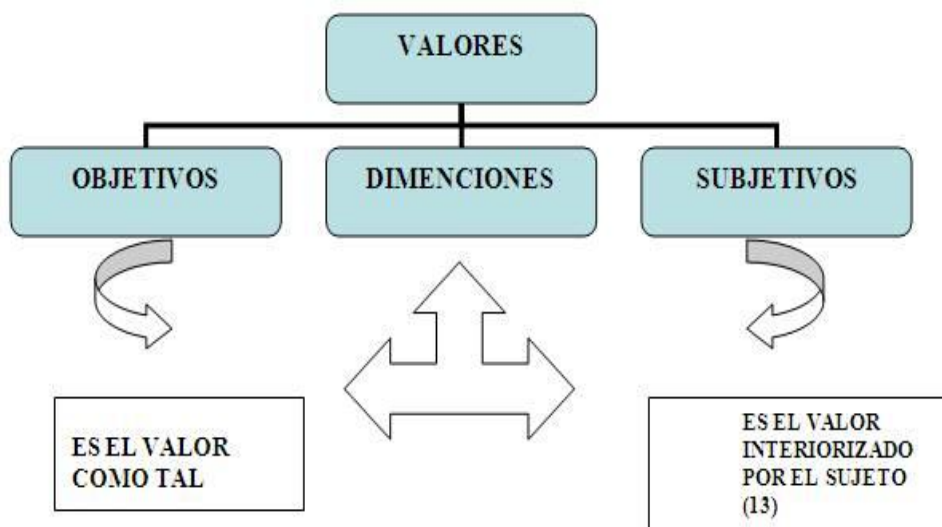 VALORES
OBJETIVOS
DIMENCIONES
SUBJETIVOS
ES EL VALOR
COMO TAL
ES EL VALOR
INTERIORIZADO
POR EL SUJETO
(13)